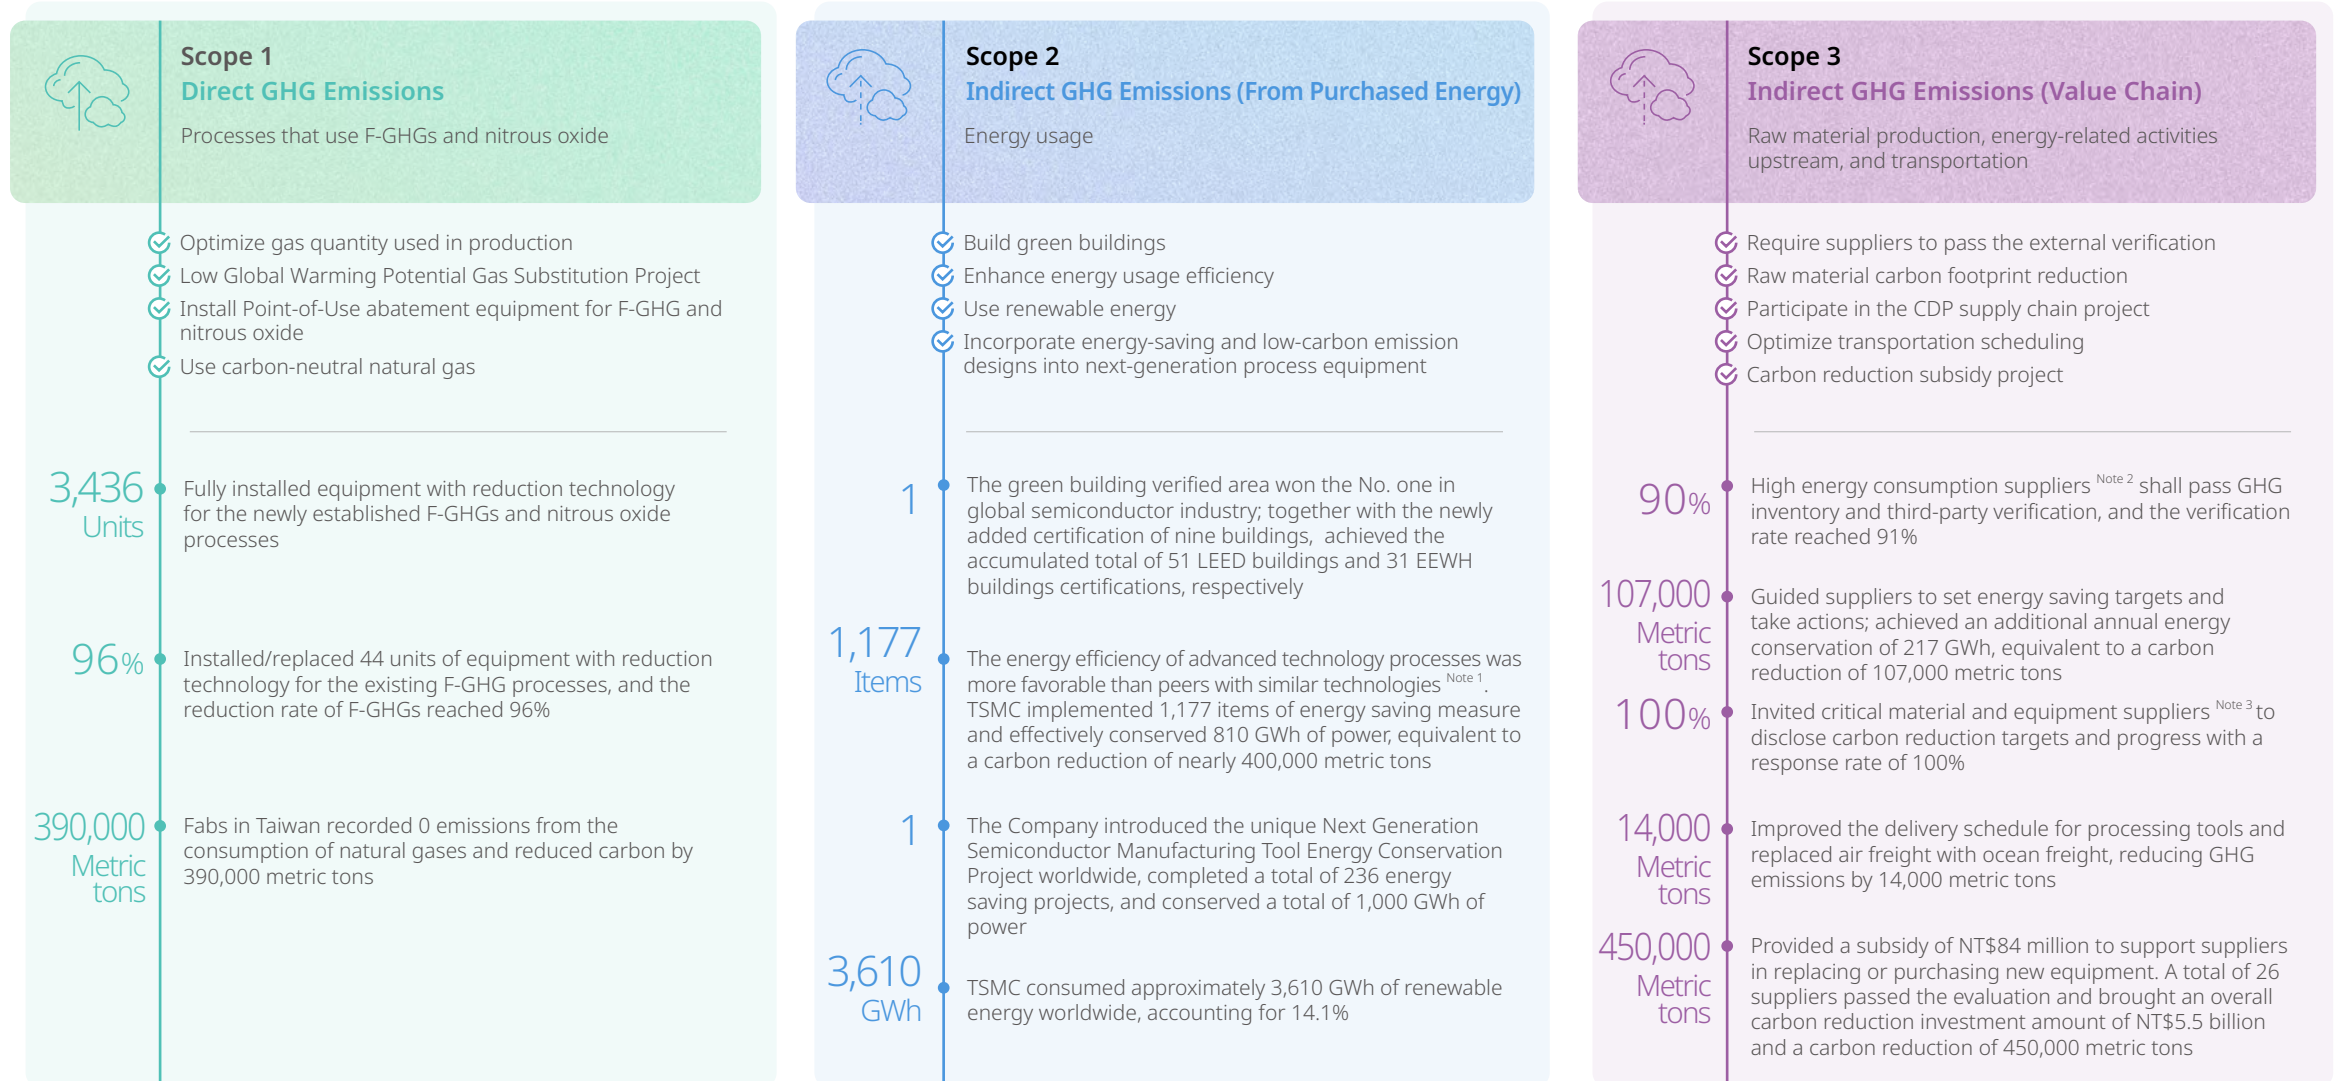 Scope 1
Direct GHG Emissions
Processes that use F-GHGs and nitrous oxide
Optimize gas quantity used in production
Low Global Warming Potential Gas Substitution Project
Install Point-of-Use abatement equipment for F-GHG and
nitrous oxide
Use carbon-neutral natural gas
3,436
Units
Fully installed equipment with reduction technology
for the newly established F-GHGs and nitrous oxide
processes
96%
Installed/replaced 44 units of equipment with reduction
technology for the existing F-GHG processes, and the
reduction rate of F-GHGs reached 96%
390,000
Metric
tons
Fabs in Taiwan recorded 0 emissions from the
consumption of natural gases and reduced carbon by
390,000 metric tons
Scope 2
Indirect GHG Emissions (From Purchased Energy)
Energy usage
Build green buildings
Enhance energy usage efficiency
Use renewable energy
Incorporate energy-saving and low-carbon emission
designs into next-generation process equipment
1
The green building verified area won the No. one in
global semiconductor industry; together with the newly
added certification of nine buildings, achieved the
accumulated total of 51 LEED buildings and 31 EEWH
buildings certifications, respectively
1,177
Items
The energy efficiency of advanced technology processes was
more favorable than peers with similar technologies Note 1.
TSMC implemented 1,177 items of energy saving measure
and effectively conserved 810 GWh of power, equivalent to
a carbon reduction of nearly 400,000 metric tons
1
The Company introduced the unique Next Generation
Semiconductor Manufacturing Tool Energy Conservation
Project worldwide, completed a total of 236 energy
saving projects, and conserved a total of 1,000 GWh of
power
3,610
GWh
TSMC consumed approximately 3,610 GWh of renewable
energy worldwide, accounting for 14.1%
Scope 3
Indirect GHG Emissions (Value Chain)
Raw material production, energy-related activities
upstream, and transportation
Require suppliers to pass the external verification
Raw material carbon footprint reduction
Participate in the CDP supply chain project
Optimize transportation scheduling
Carbon reduction subsidy project
90%
High energy consumption suppliers Note 2 shall pass GHG
inventory and third-party verification, and the verification
rate reached 91%
107,000
Metric
tons
Guided suppliers to set energy saving targets and
take actions; achieved an additional annual energy
conservation of 217 GWh, equivalent to a carbon
reduction of 107,000 metric tons
100%
Invited critical material and equipment suppliers Note 3 to
disclose carbon reduction targets and progress with a
response rate of 100%
14,000
Metric
tons
Improved the delivery schedule for processing tools and
replaced air freight with ocean freight, reducing GHG
emissions by 14,000 metric tons
450,000
Metric
tons
Provided a subsidy of NT$84 million to support suppliers
in replacing or purchasing new equipment. A total of 26
suppliers passed the evaluation and brought an overall
carbon reduction investment amount of NT$5.5 billion
and a carbon reduction of 450,000 metric tons